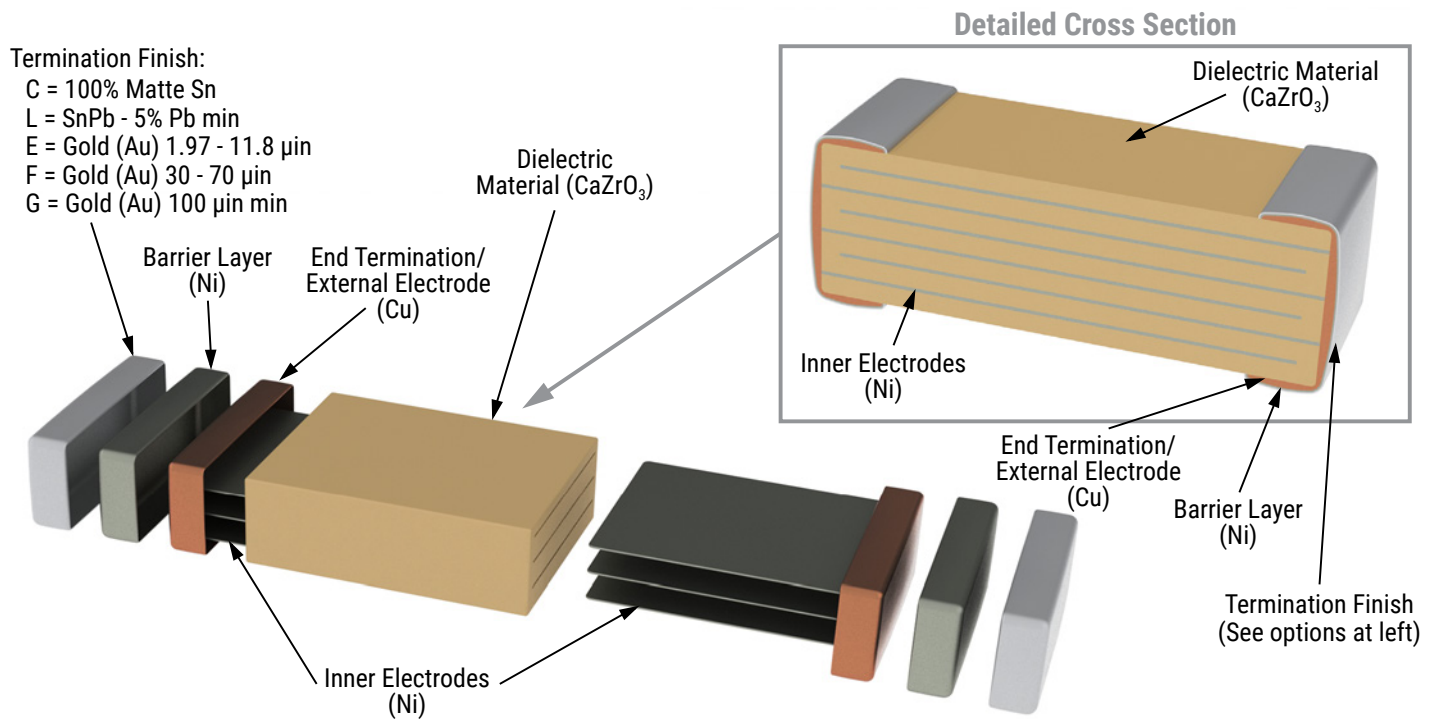 Detailed Cross Section
Termination Finish:
C = 100% Matte Sn
L = SnPb - 5% Pb min
E = Gold (Au) 1.97 - 11.8 µin
F = Gold (Au) 30 - 70 µin
G = Gold (Au) 100 µin min
Barrier Layer
(Ni)
End Termination/
External Electrode
(Cu)
Dielectric
Material (CaZrO₃)
Dielectric Material
(CaZrO₃)
Inner Electrodes
(Ni)
End Termination/
External Electrode
(Cu)
Barrier Layer
(Ni)
Termination Finish
(See options at left)
Inner Electrodes
(Ni)